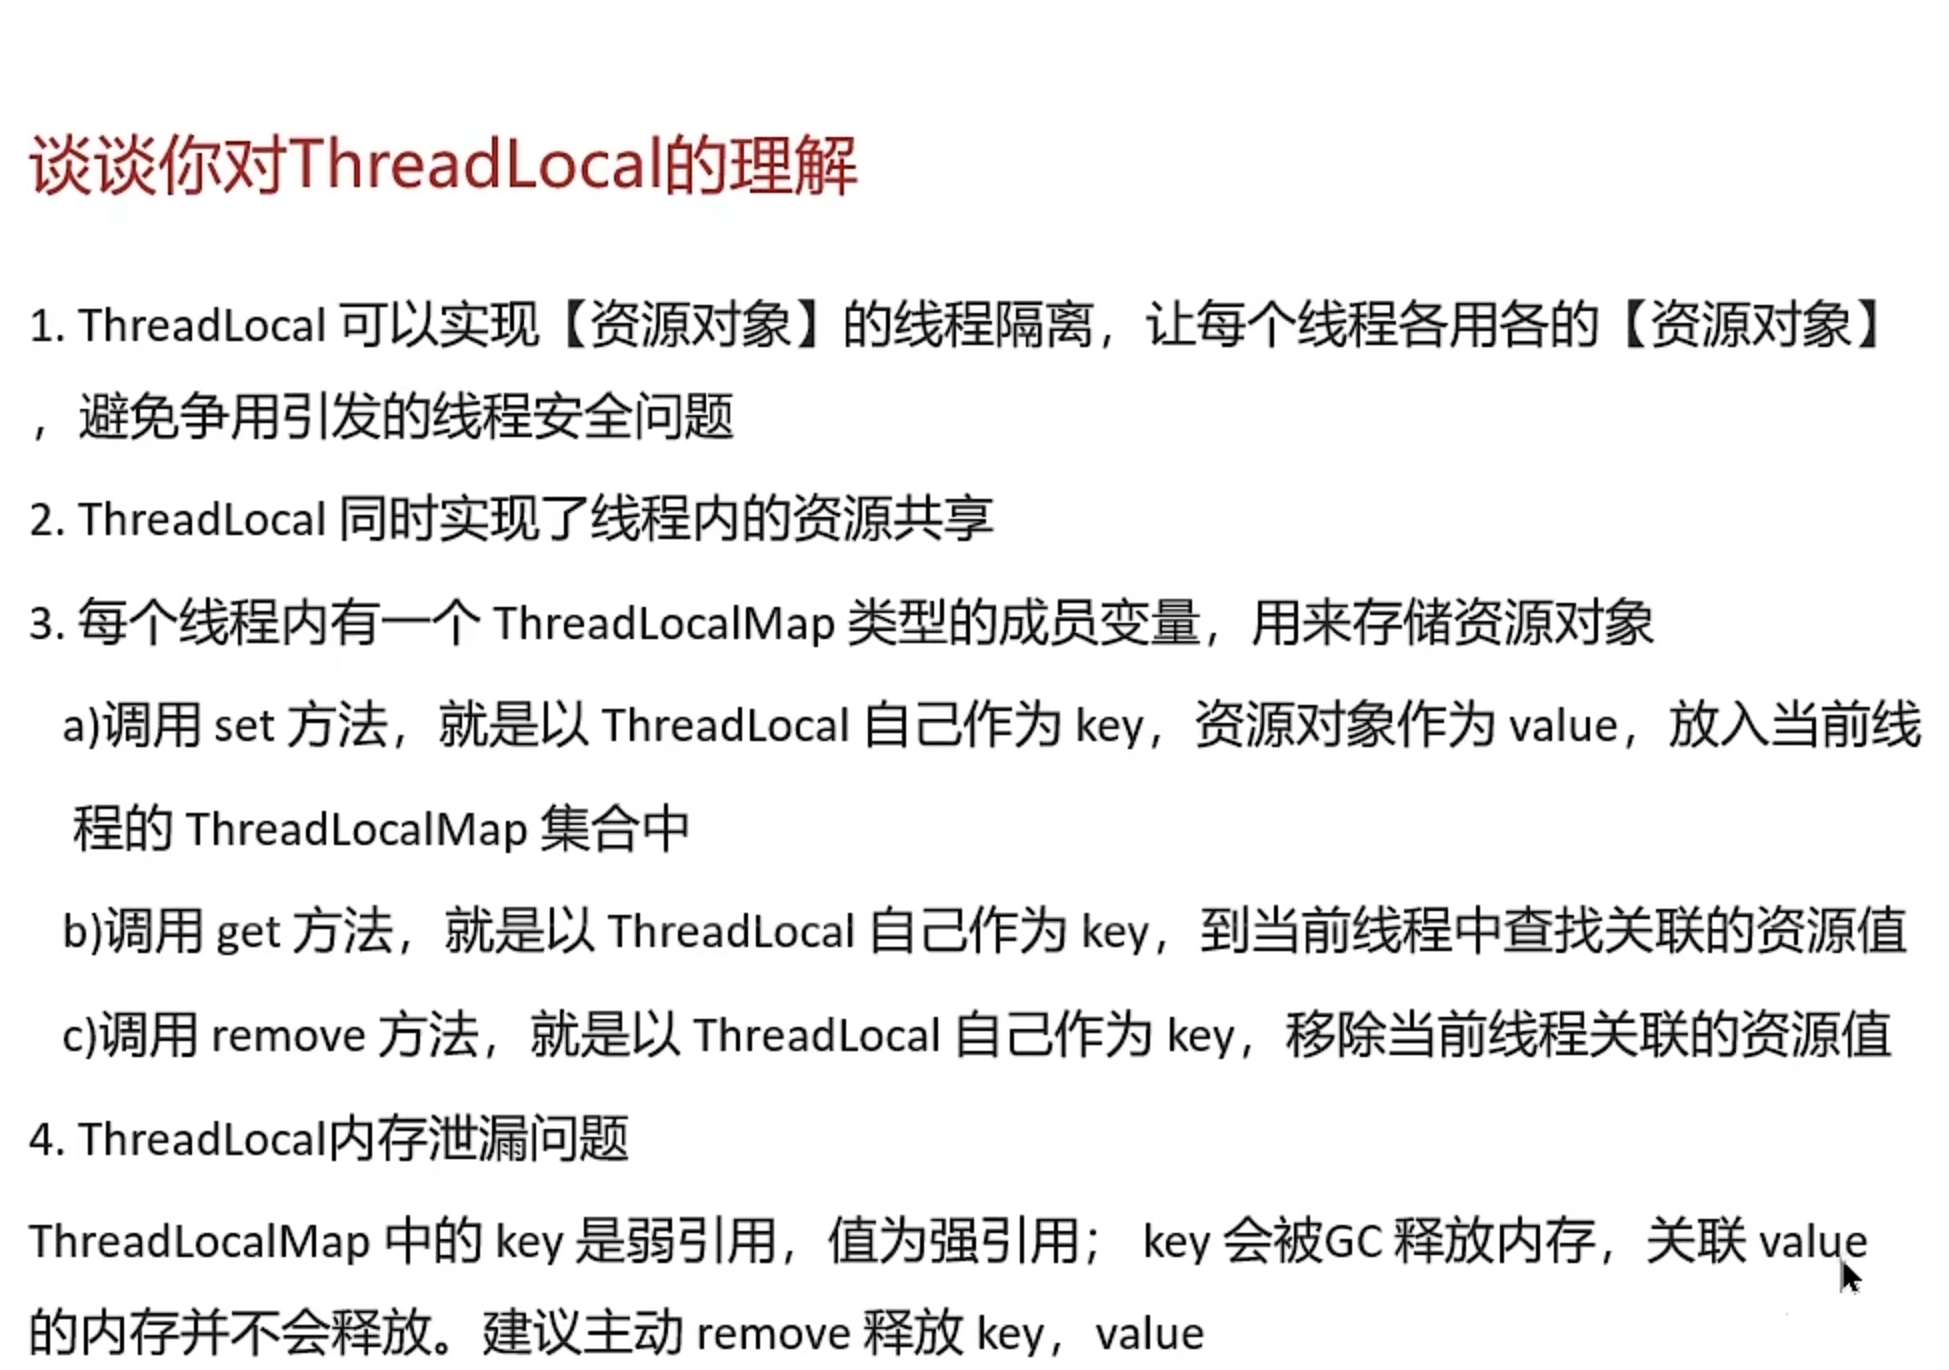 谈谈你对ThreadLocal的理解
1. ThreadLocal 可以实现【资源对象】的线程隔离，让每个线程各用各的【资源对象】
，避免争用引发的线程安全问题
2. ThreadLocal 同时实现了线程内的资源共享
3. 每个线程内有一个 ThreadLocalMap 类型的成员变量，用来存储资源对象
a)调用 set 方法，就是以 ThreadLocal 自己作为 key，资源对象作为 value，放入当前线
程的 ThreadLocalMap 集合中
b)调用 get 方法，就是以 ThreadLocal 自己作为 key，到当前线程中查找关联的资源值
c)调用 remove 方法，就是以 ThreadLocal 自己作为 key，移除当前线程关联的资源值
4. ThreadLocal内存泄漏问题
ThreadLocalMap 中的 key 是弱引用，值为强引用； key 会被GC 释放内存，关联 value
的内存并不会释放。建议主动 remove 释放 key，value